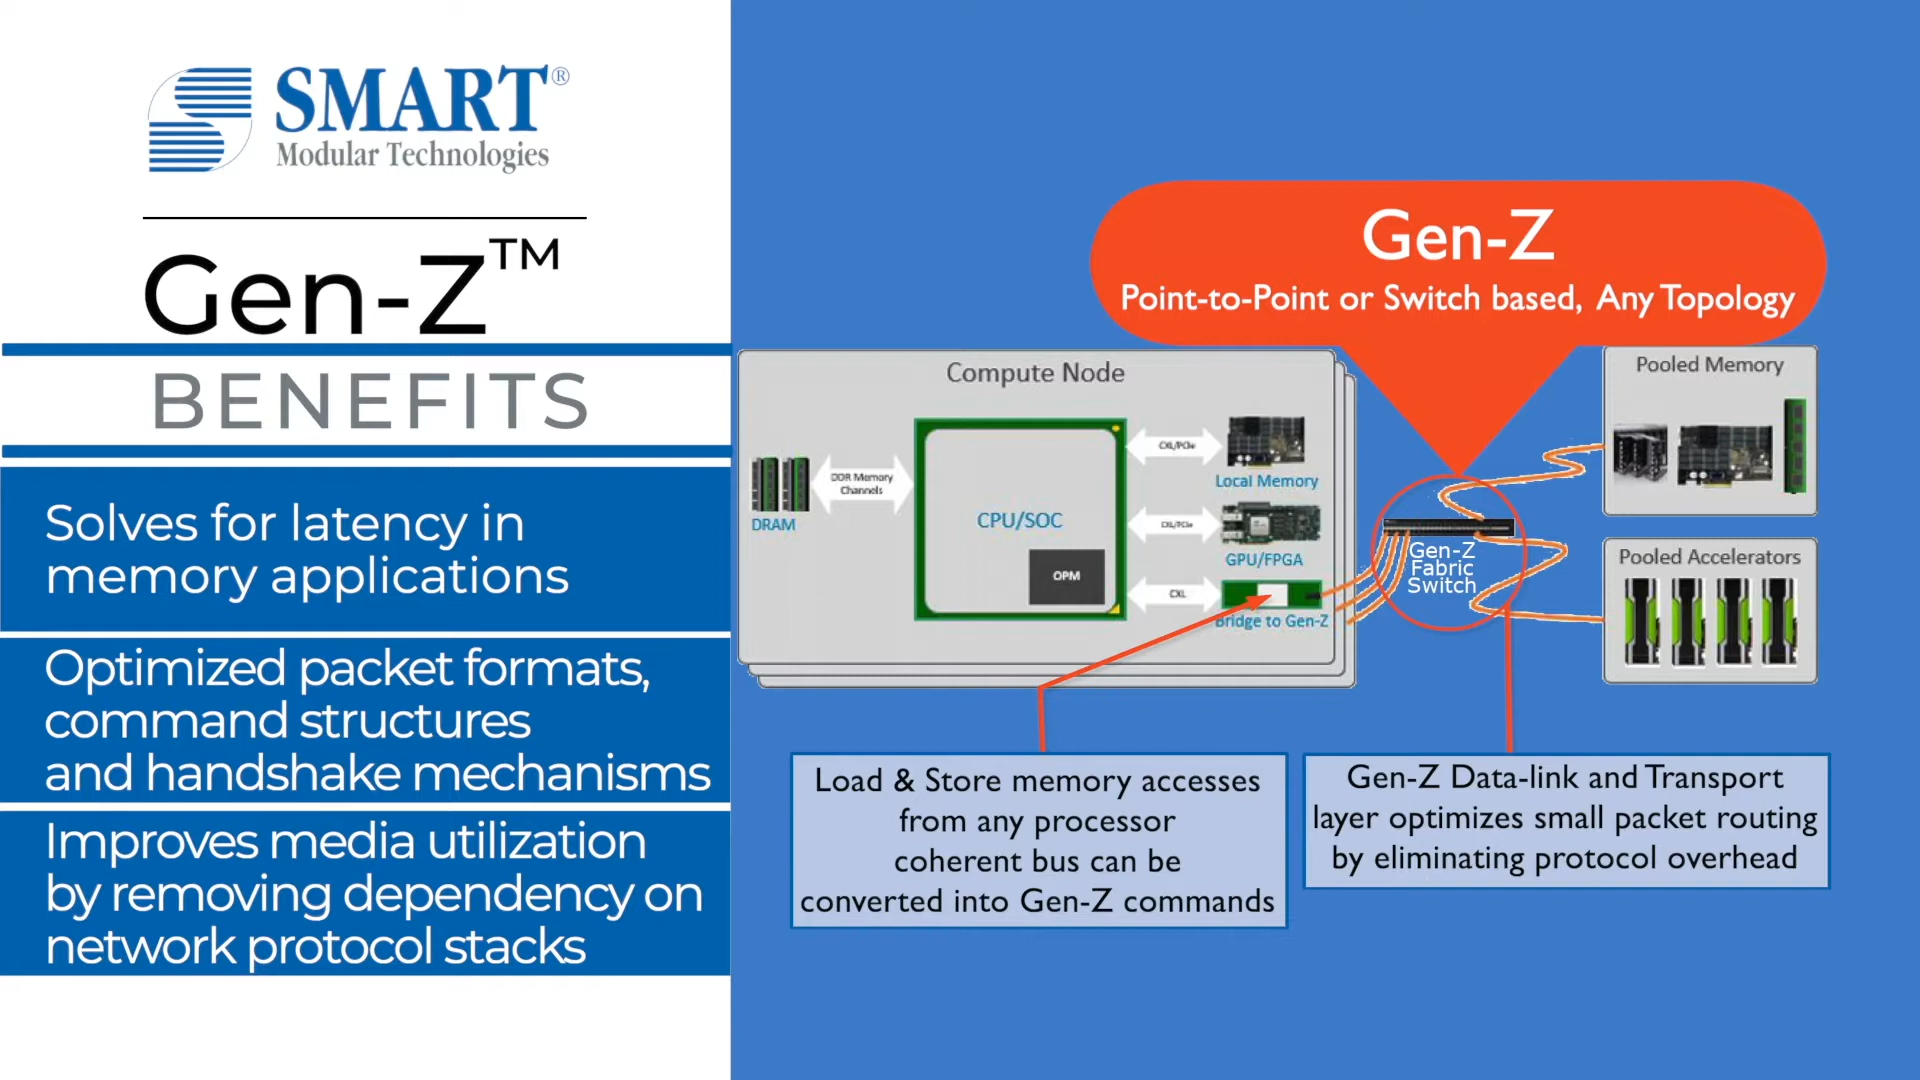 SMART®
Modular Technologies
Gen-Z™
BENEFITS
Solves for latency in
memory applications
Optimized packet formats,
command structures
and handshake mechanisms
Improves media utilization
by removing dependency on
network protocol stacks
Gen-Z
Point-to-Point or Switch based, Any Topology
Compute Node
DRAM
DDR Memory
Channels
CPU/SOC
OPM
CXL/PCIe
Local Memory
CXL/PCIe
GPU/FPGA
CXL
Bridge to Gen-Z
Gen-Z
Fabric
Switch
Pooled Memory
Pooled Accelerators
Load & Store memory accesses
from any processor
coherent bus can be
converted into Gen-Z commands
Gen-Z Data-link and Transport
layer optimizes small packet routing
by eliminating protocol overhead